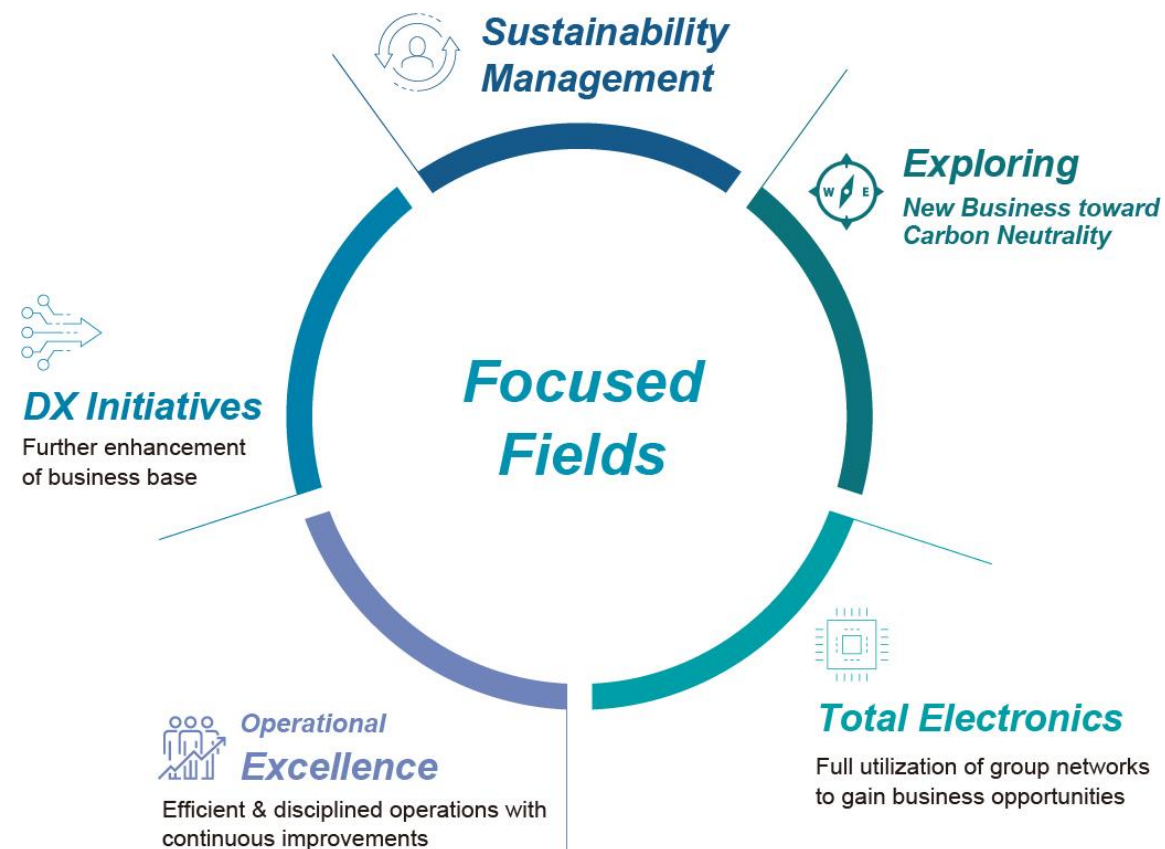 Sustainability
Management
W E
Exploring
New Business toward
Carbon Neutrality
Focused
Fields
DX Initiatives
Further enhancement
of business base
Total Electronics
Full utilization of group networks
to gain business opportunities
Operational
Excellence
Efficient & disciplined operations with
continuous improvements